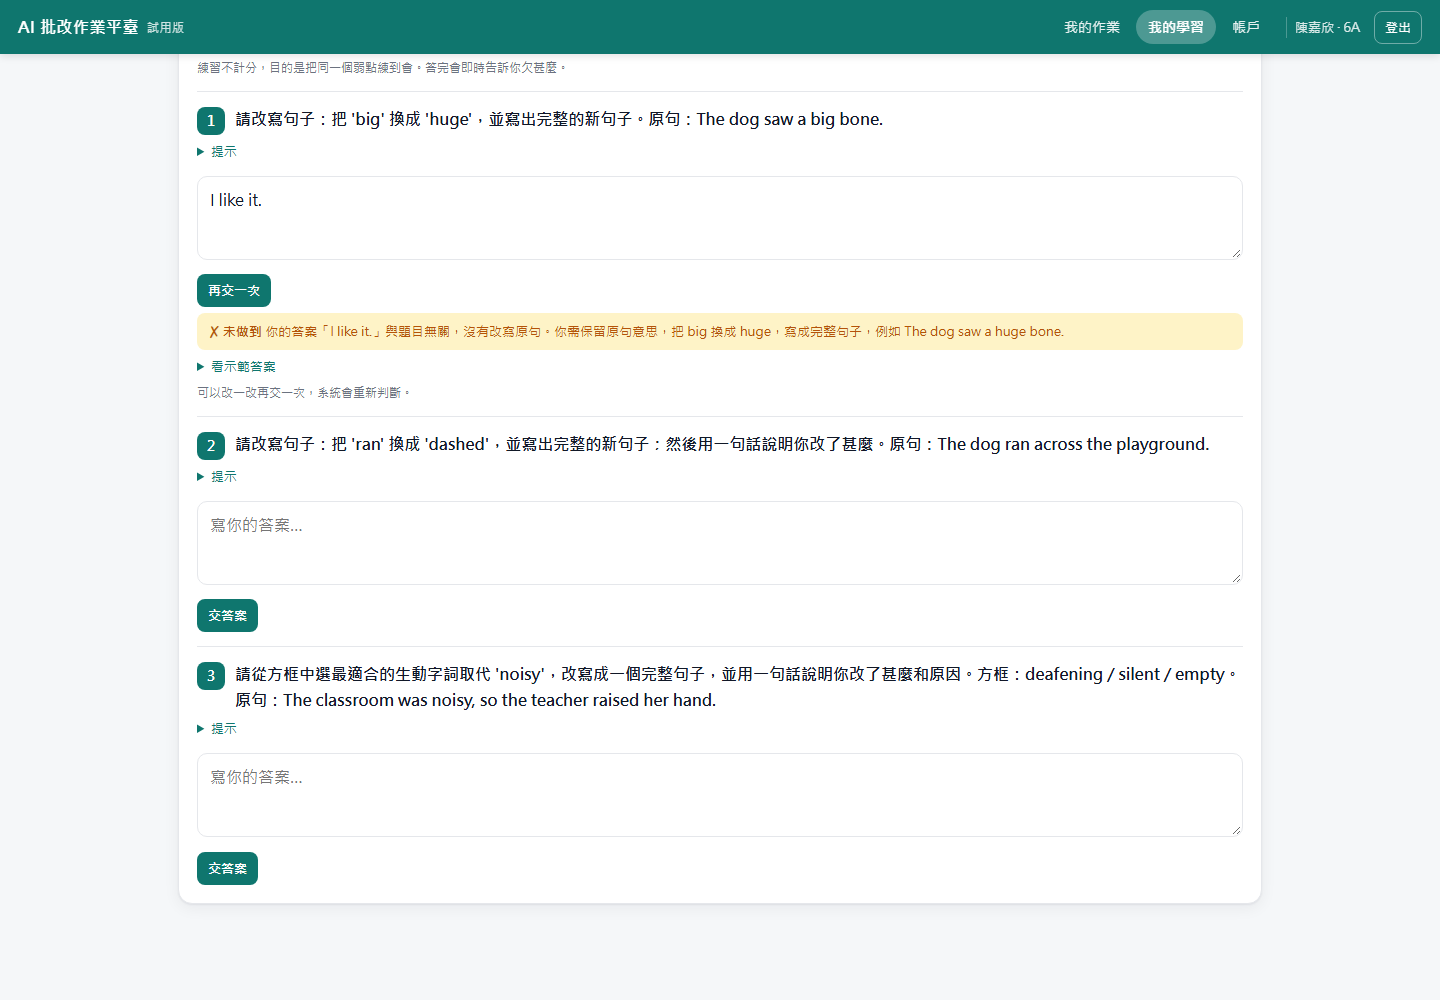 AI 批改作業平臺 試用版 我的作業 我的學習 帳戶 陳嘉欣 · 6A 登出
練習不計分，目的是把同一個弱點練到會。答完會即時告訴你欠甚麼。
1 請改寫句子：把 'big' 換成 'huge'，並寫出完整的新句子。原句：The dog saw a big bone.
▶ 提示
I like it.
再交一次
✗ 未做到 你的答案「I like it.」與題目無關，沒有改寫原句。你需保留原句意思，把 big 換成 huge，寫成完整句子，例如 The dog saw a huge bone.
▶ 看示範答案
可以改一改再交一次，系統會重新判斷。
2 請改寫句子：把 'ran' 換成 'dashed'，並寫出完整的新句子；然後用一句話說明你改了甚麼。原句：The dog ran across the playground.
▶ 提示
寫你的答案…
交答案
3 請從方框中選最適合的生動字詞取代 'noisy'，改寫成一個完整句子，並用一句話說明你改了甚麼和原因。方框：deafening / silent / empty。
原句：The classroom was noisy, so the teacher raised her hand.
▶ 提示
寫你的答案…
交答案